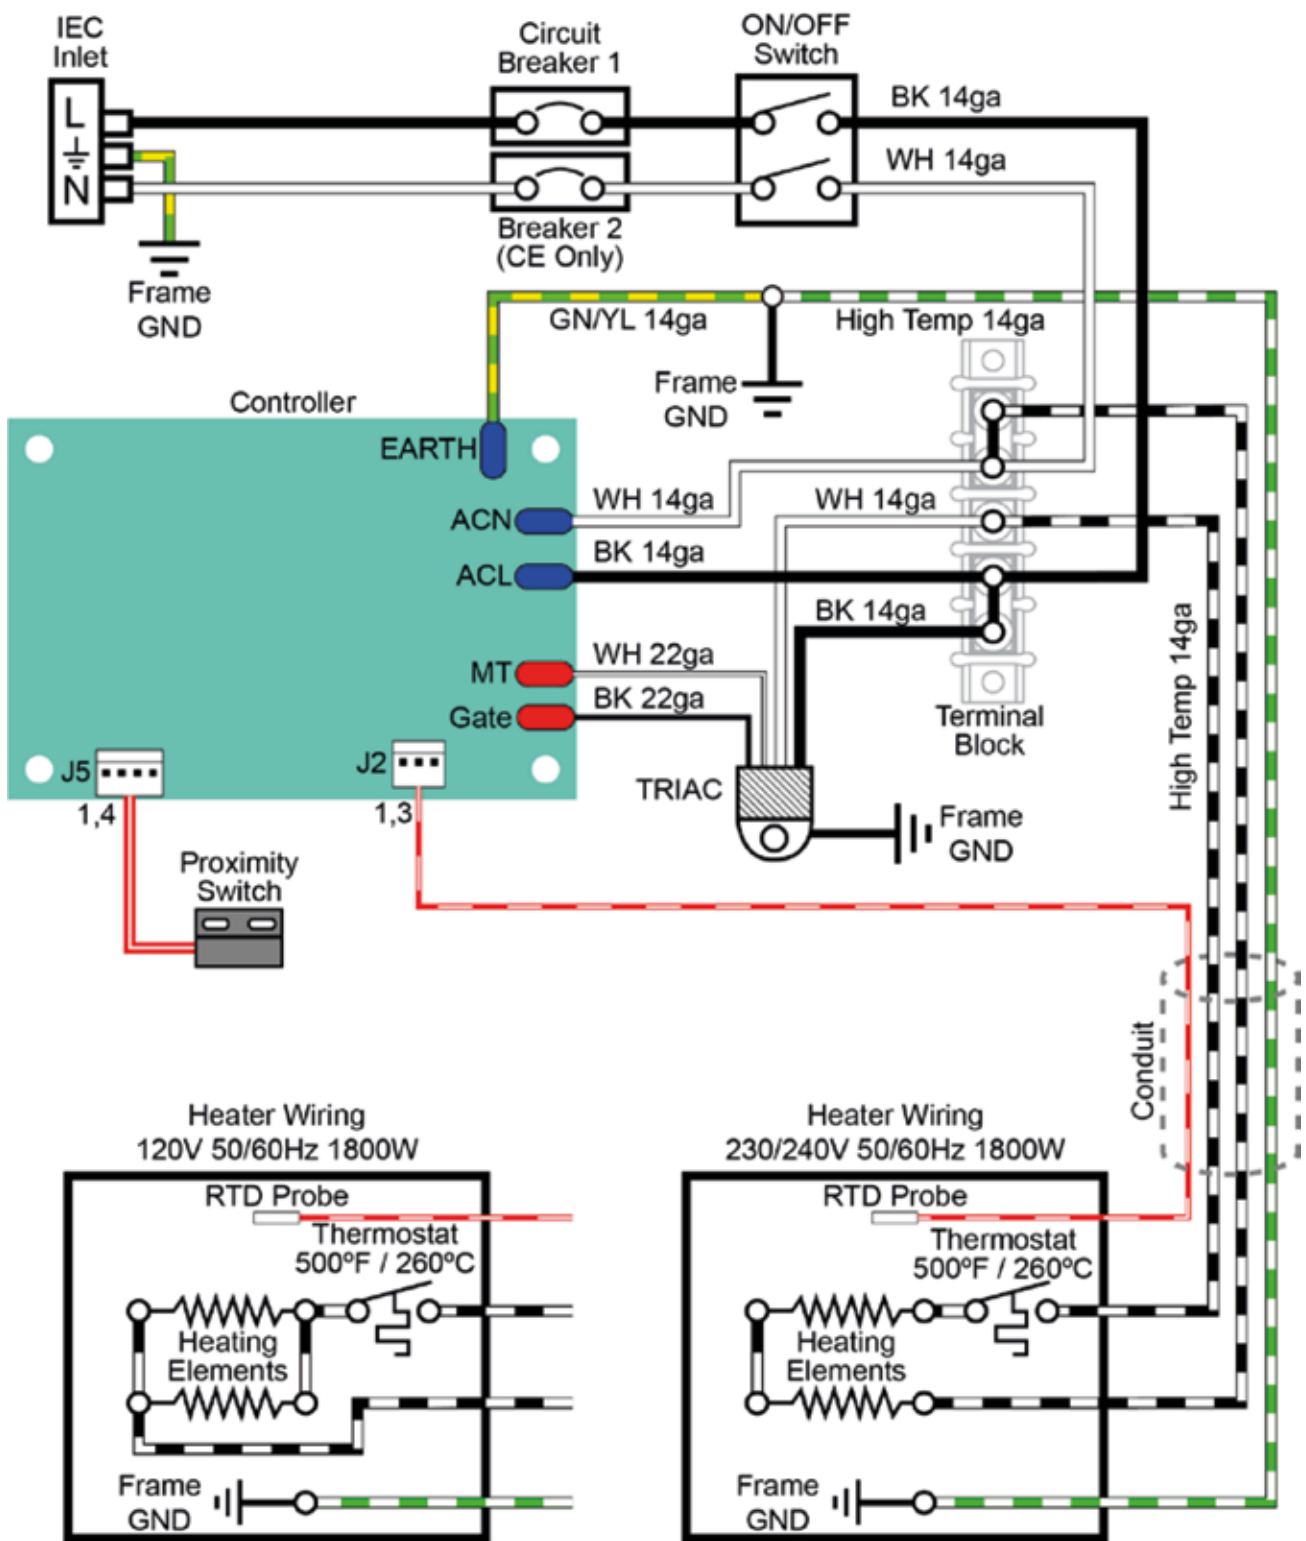 IEC
Inlet
Circuit
Breaker 1
ON/OFF
Switch
L
N
BK 14ga
WH 14ga
Breaker 2
(CE Only)
Frame
GND
GN/YL 14ga
High Temp 14ga
Frame
GND
Controller
EARTH
ACN
WH 14ga
WH 14ga
ACL
BK 14ga
BK 14ga
MT
WH 22ga
Gate
BK 22ga
Terminal
Block
High Temp 14ga
J5
1,4
J2
1,3
TRIAC
Frame
GND
Proximity
Switch
Conduit
Heater Wiring
120V 50/60Hz 1800W
RTD Probe
Thermostat
500ºF / 260ºC
Heating
Elements
Frame
GND
Heater Wiring
230/240V 50/60Hz 1800W
RTD Probe
Thermostat
500ºF / 260ºC
Heating
Elements
Frame
GND